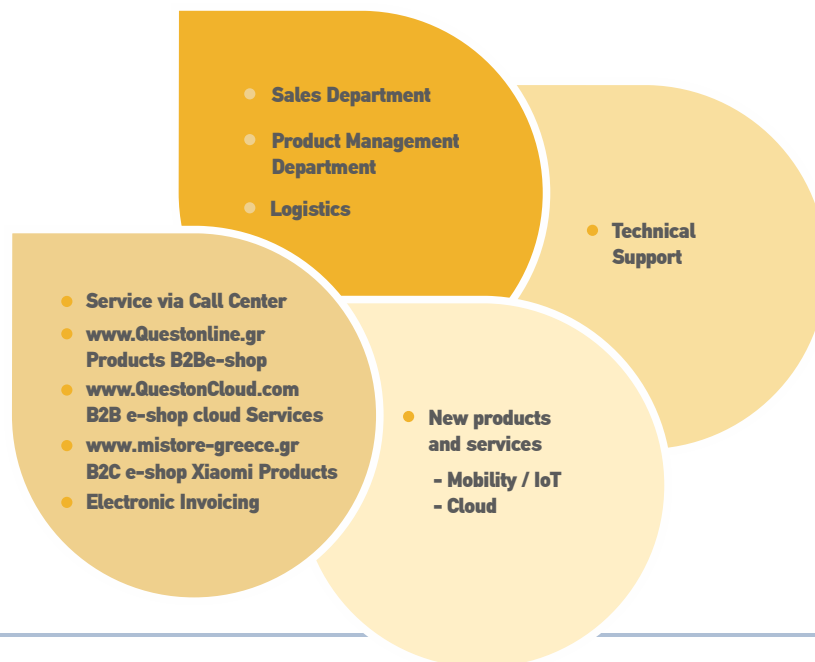 • Sales Department
• Product Management
Department
• Logistics
• Technical
Support
• Service via Call Center
• www.Questonline.gr
Products B2Be-shop
• www.QuestonCloud.com
B2B e-shop cloud Services
• www.mistore-greece.gr
B2C e-shop Xiaomi Products
• Electronic Invoicing
• New products
and services
- Mobility / IoT
- Cloud